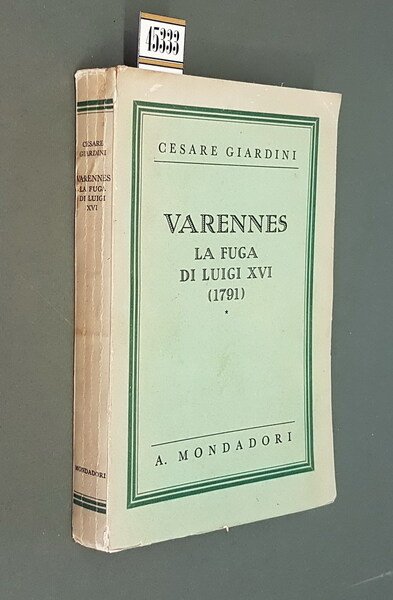 15333
CESARE
GIARDINI
VARENNES
LA FUGA
DI LUIGI
XVI
MONDADORI
CESARE GIARDINI
VARENNES
LA FUGA
DI LUIGI XVI
(1791)
*
A. MONDADORI